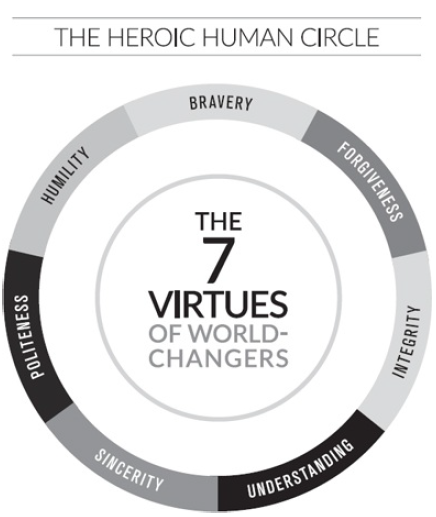 THE HEROIC HUMAN CIRCLE
BRAVERY
FORGIVENESS
INTEGRITY
UNDERSTANDING
SINCERITY
POLITENESS
HUMILITY
THE
7
VIRTUES
OF WORLD-
CHANGERS